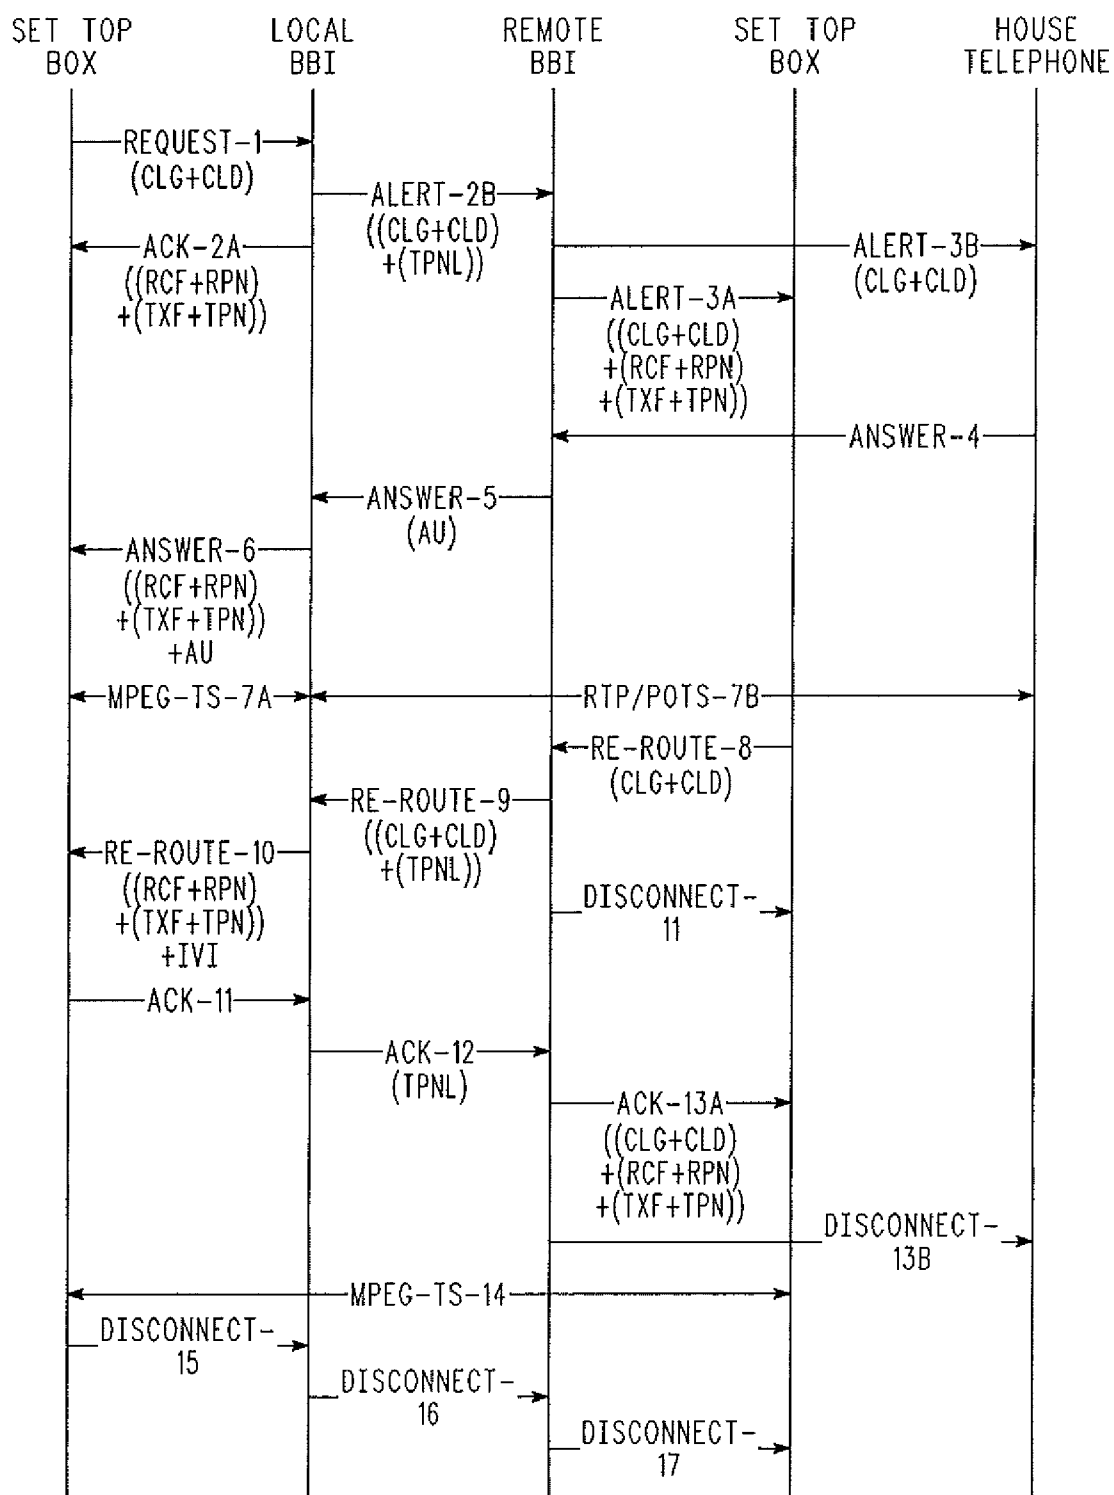 SET TOP
BOX
LOCAL
BBI
REMOTE
BBI
SET TOP
BOX
HOUSE
TELEPHONE
REQUEST-1
(CLG+CLD)
ALERT-2B
((CLG+CLD)
+(TPNL))
ACK-2A
((RCF+RPN)
+(TXF+TPN))
ALERT-3B
(CLG+CLD)
ALERT-3A
((CLG+CLD)
+(RCF+RPN)
+(TXF+TPN))
ANSWER-4
ANSWER-5
(AU)
ANSWER-6
((RCF+RPN)
+(TXF+TPN))
+AU
MPEG-TS-7A
RTP/POTS-7B
RE-ROUTE-8
(CLG+CLD)
RE-ROUTE-9
((CLG+CLD)
+(TPNL))
RE-ROUTE-10
((RCF+RPN)
+(TXF+TPN))
+IVI
DISCONNECT-
11
ACK-11
ACK-12
(TPNL)
ACK-13A
((CLG+CLD)
+(RCF+RPN)
+(TXF+TPN))
DISCONNECT-
13B
MPEG-TS-14
DISCONNECT-
15
DISCONNECT-
16
DISCONNECT-
17